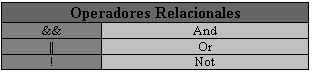 Operadores Relacionales
&& And
|| Or
! Not